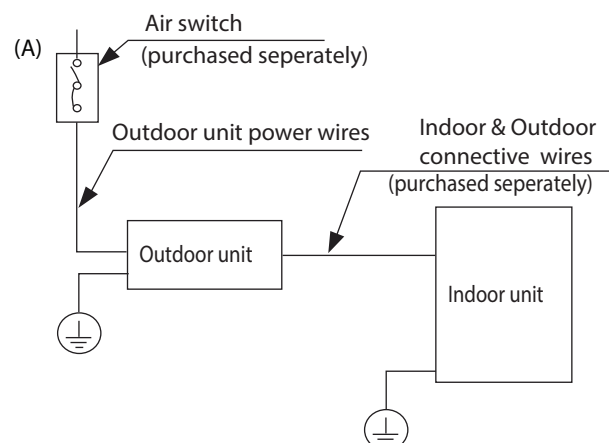 (A)
Air switch
(purchased seperately)
Outdoor unit power wires
Indoor & Outdoor
connective wires
(purchased seperately)
Outdoor unit
Indoor unit